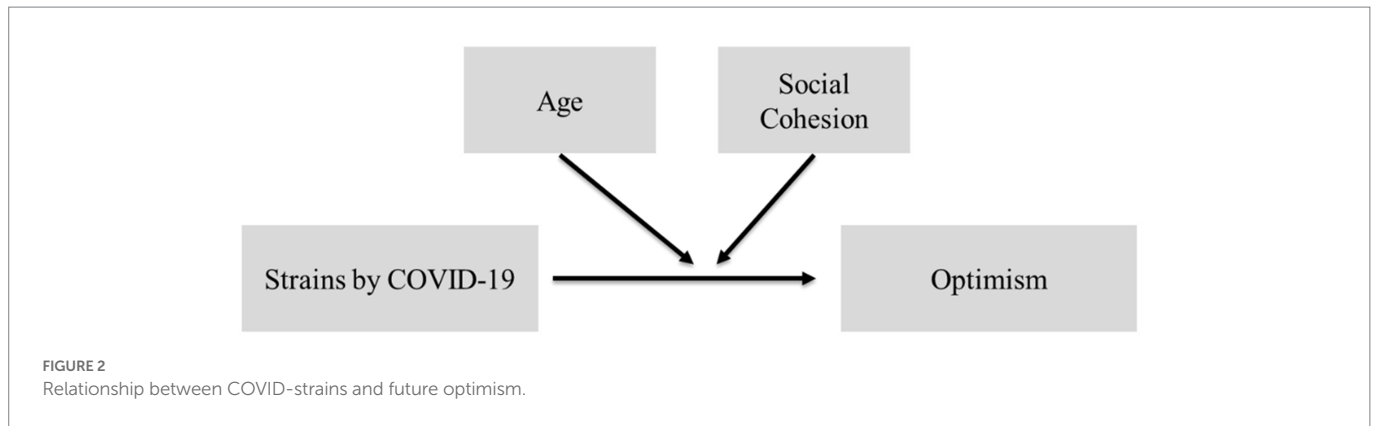 Age
Social
Cohesion
Strains by COVID-19
Optimism
FIGURE 2
Relationship between COVID-strains and future optimism.